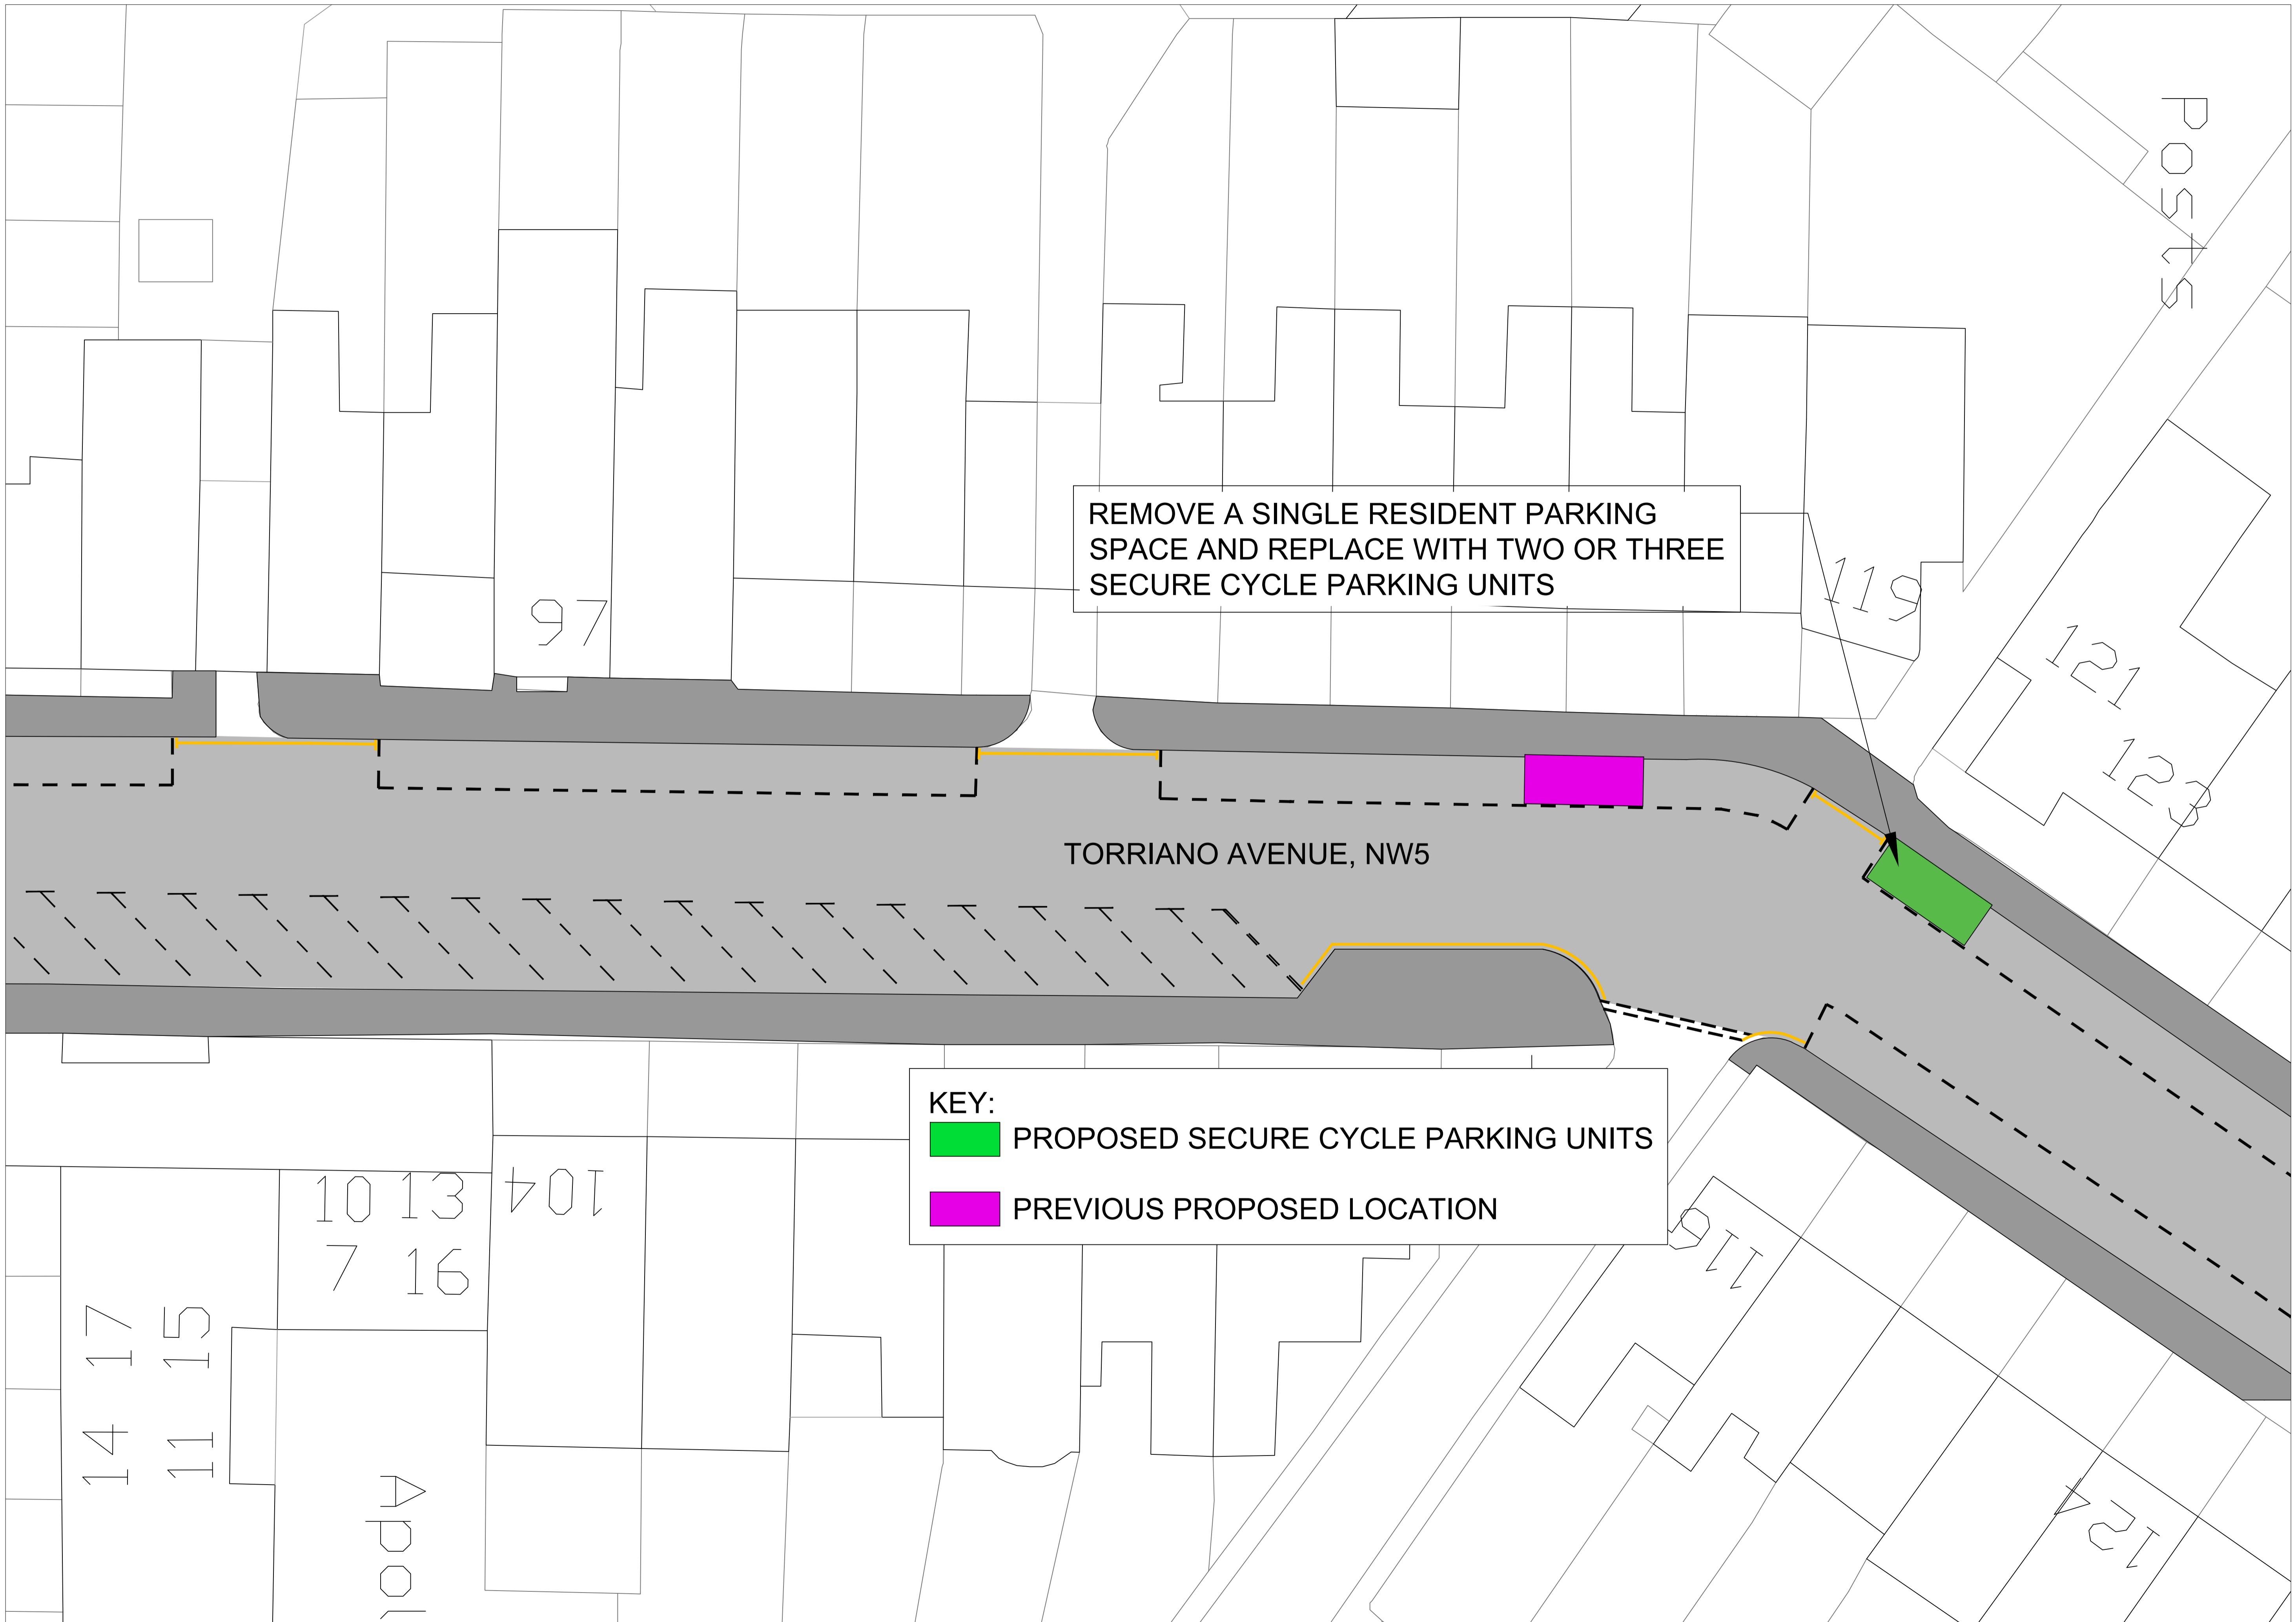 Posts
REMOVE A SINGLE RESIDENT PARKING
SPACE AND REPLACE WITH TWO OR THREE
SECURE CYCLE PARKING UNITS
97
119
121
123
TORRIANO AVENUE, NW5
KEY:
PROPOSED SECURE CYCLE PARKING UNITS
PREVIOUS PROPOSED LOCATION
10 13
7 16
104
14 17
11 15
124